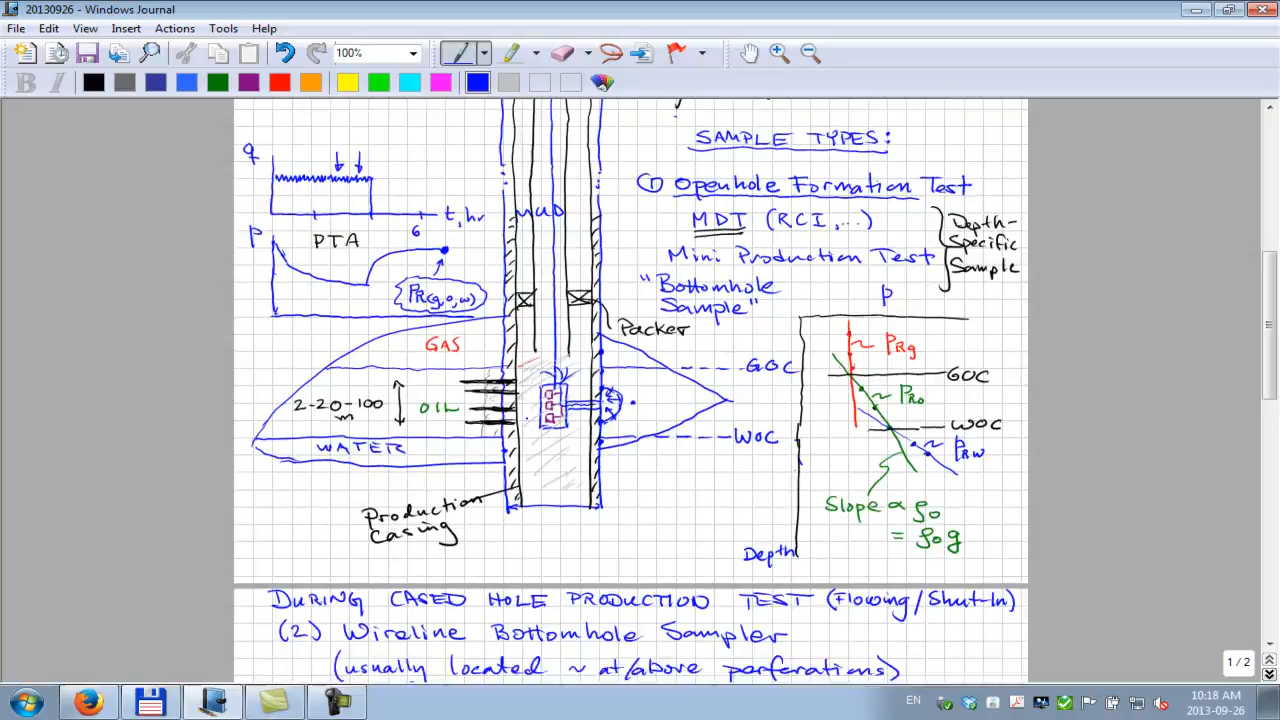 20130926 - Windows Journal
File Edit View Insert Actions Tools Help
100%
B I
SAMPLE TYPES:
q
t, hr
6
① Openhole Formation Test
MDT (RCI, ...)
Mini Production Test
"Bottomhole
Sample"
Depth-
Specific
Sample
p
PTA
PR(g,o,w)
MUD
Packer
GAS
2-20-100
m
OIL
WATER
Production
Casing
GOC
WOC
p
PRg
GOC
PRo
WOC
PRw
Slope ∝ ρo
= ρo g
Depth
DURING CASED HOLE PRODUCTION TEST (Flowing/Shut-In)
(2) Wireline Bottomhole Sampler
(usually located ~ at/above perforations)
1 / 2
EN
10:18 AM
2013-09-26